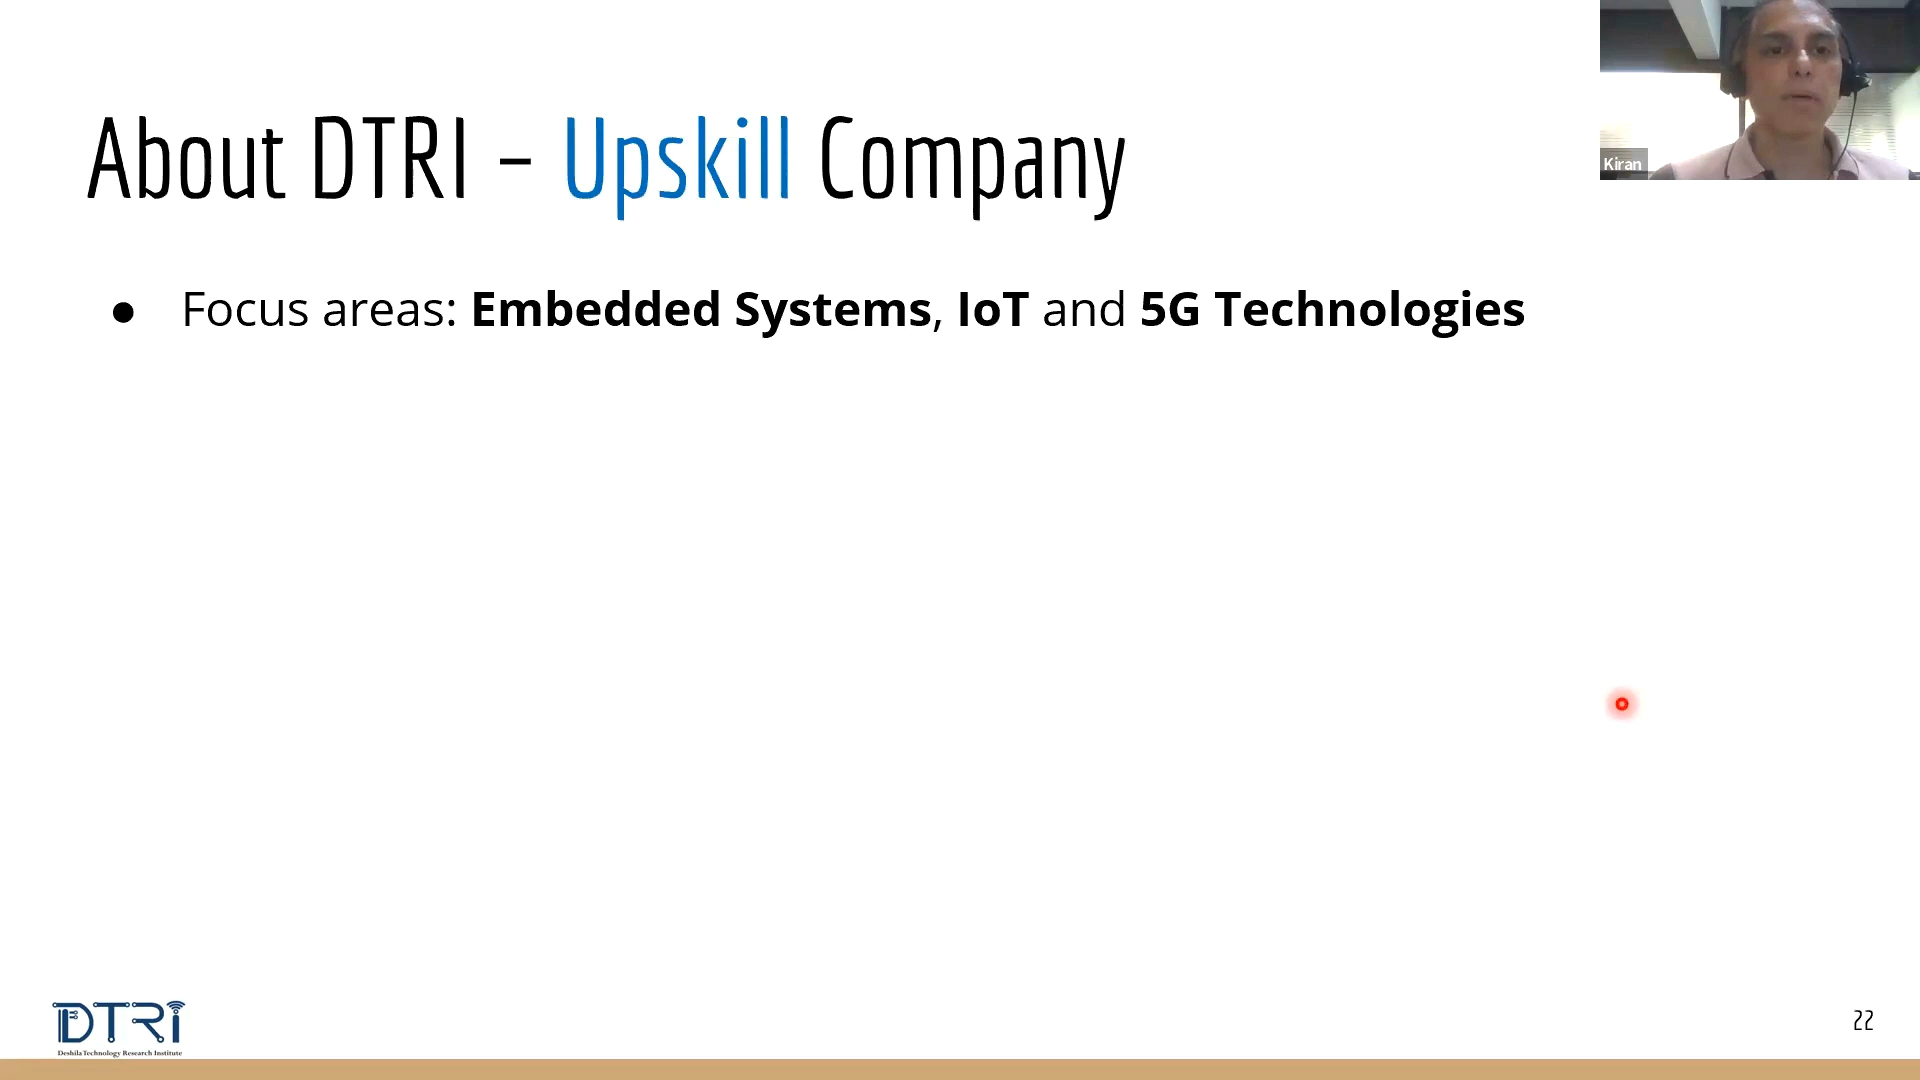 About DTRI – Upskill Company
Kiran
● Focus areas: Embedded Systems, IoT and 5G Technologies
DTRi
Deshila Technology Research Institute
22